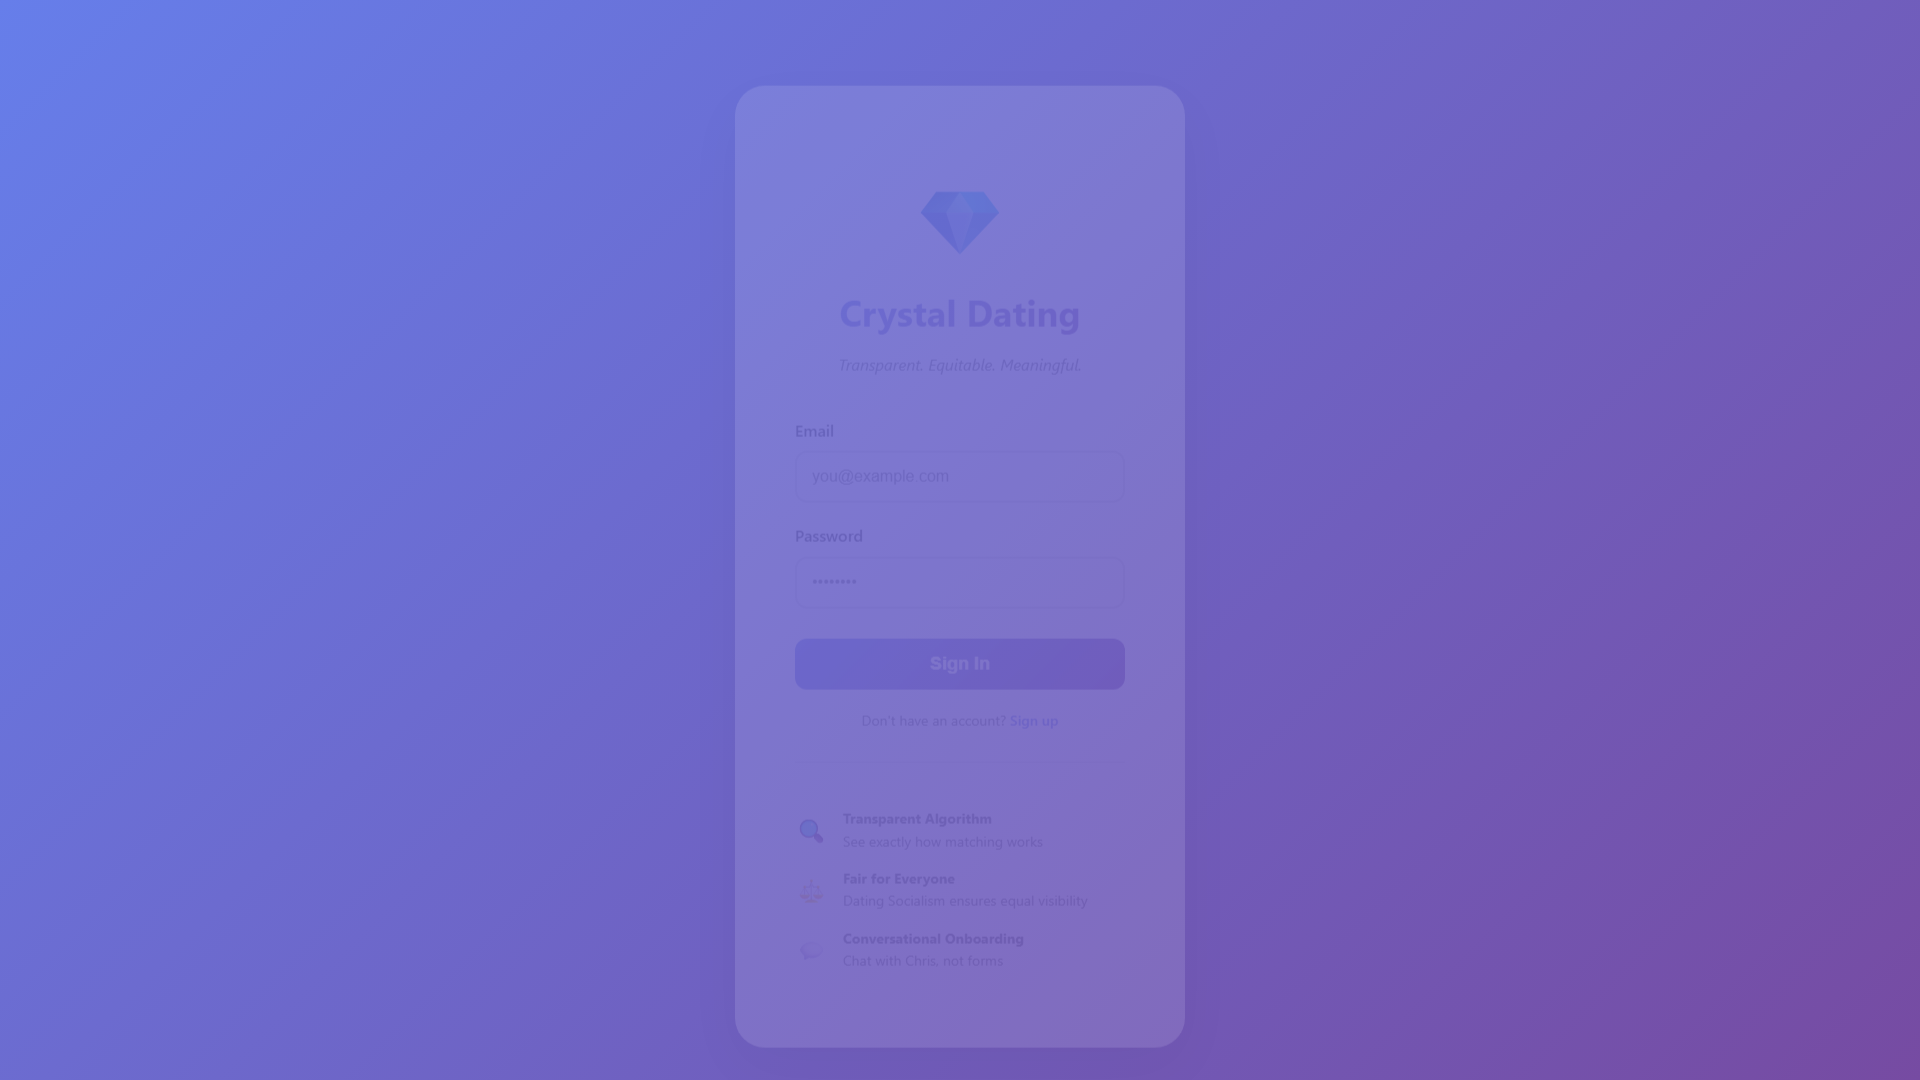 Crystal Dating
Transparent. Equitable. Meaningful.
Email
you@example.com
Password
••••••••
Sign In
Don't have an account? Sign up
Transparent Algorithm
See exactly how matching works
Fair for Everyone
Dating Socialism ensures equal visibility
Conversational Onboarding
Chat with Chris, not forms